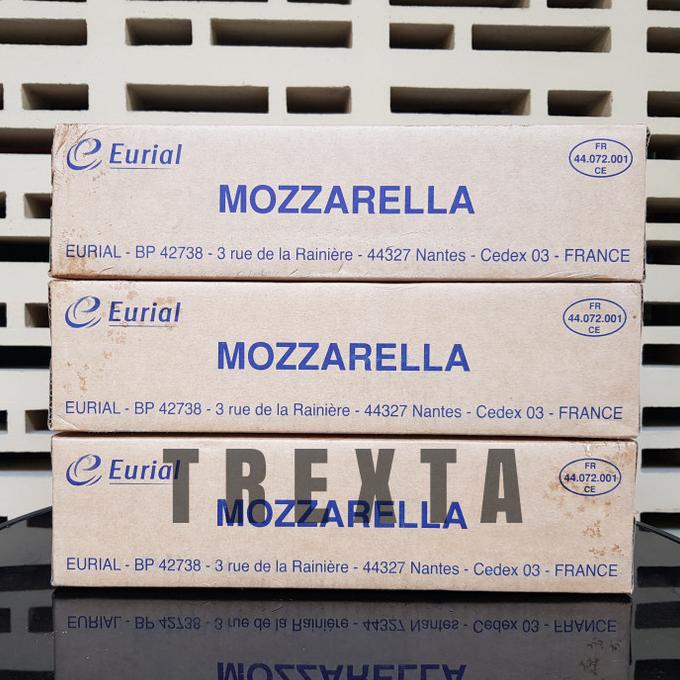 Eurial
FR
44.072.001
CE
MOZZARELLA
EURIAL - BP 42738 - 3 rue de la Rainière - 44327 Nantes - Cedex 03 - FRANCE
Eurial
FR
44.072.001
CE
MOZZARELLA
EURIAL - BP 42738 - 3 rue de la Rainière - 44327 Nantes - Cedex 03 - FRANCE
Eurial
FR
44.072.001
CE
TREXTA
MOZZARELLA
EURIAL - BP 42738 - 3 rue de la Rainière - 44327 Nantes - Cedex 03 - FRANCE